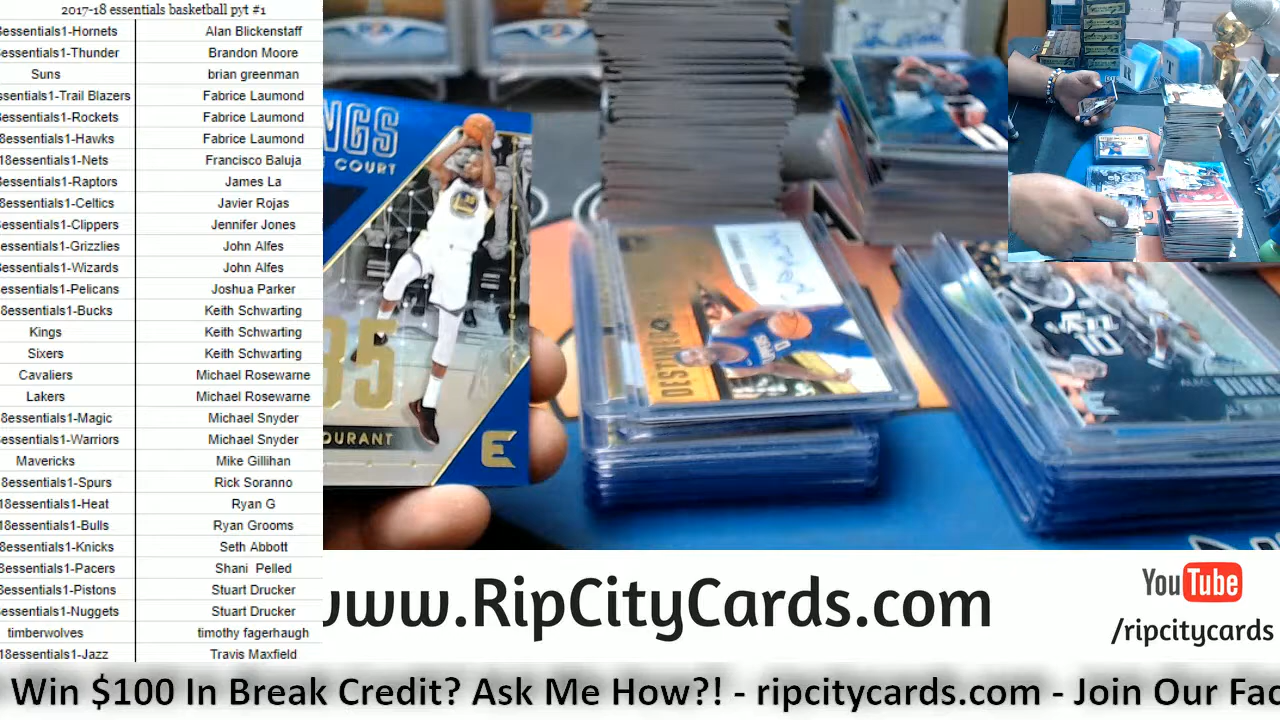 2017-18 essentials basketball pyt #1
8essentials1-Hornets Alan Blickenstaff
8essentials1-Thunder Brandon Moore
Suns brian greenman
ssentials1-Trail Blazers Fabrice Laumond
essentials1-Rockets Fabrice Laumond
8essentials1-Hawks Fabrice Laumond
18essentials1-Nets Francisco Baluja
8essentials1-Raptors James La
8essentials1-Celtics Javier Rojas
8essentials1-Clippers Jennifer Jones
essentials1-Grizzlies John Alfes
8essentials1-Wizards John Alfes
essentials1-Pelicans Joshua Parker
8essentials1-Bucks Keith Schwarting
Kings Keith Schwarting
Sixers Keith Schwarting
Cavaliers Michael Rosewarne
Lakers Michael Rosewarne
8essentials1-Magic Michael Snyder
essentials1-Warriors Michael Snyder
Mavericks Mike Gillihan
8essentials1-Spurs Rick Soranno
18essentials1-Heat Ryan G
18essentials1-Bulls Ryan Grooms
8essentials1-Knicks Seth Abbott
8essentials1-Pacers Shani Pelled
8essentials1-Pistons Stuart Drucker
essentials1-Nuggets Stuart Drucker
timberwolves timothy fagerhaugh
18essentials1-Jazz Travis Maxfield
NGS
COURT
35
DURANT
E
DESTINED
R
T
www.RipCityCards.com
YouTube
/ripcitycards
Win $100 In Break Credit? Ask Me How?! - ripcitycards.com - Join Our Fac